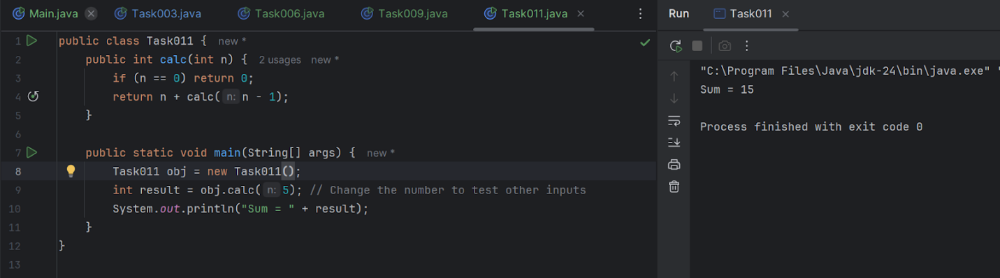 Main.java
Task003.java
Task006.java
Task009.java
Task011.java
1 public class Task011 { new *
2 public int calc(int n) { 2 usages new *
3 if (n == 0) return 0;
4 return n + calc( n: n - 1);
5 }
6
7 public static void main(String[] args) { new *
8 Task011 obj = new Task011();
9 int result = obj.calc( n: 5); // Change the number to test other inputs
10 System.out.println("Sum = " + result);
11 }
12 }
13
Run Task011
"C:\Program Files\Java\jdk-24\bin\java.exe" "
Sum = 15
Process finished with exit code 0